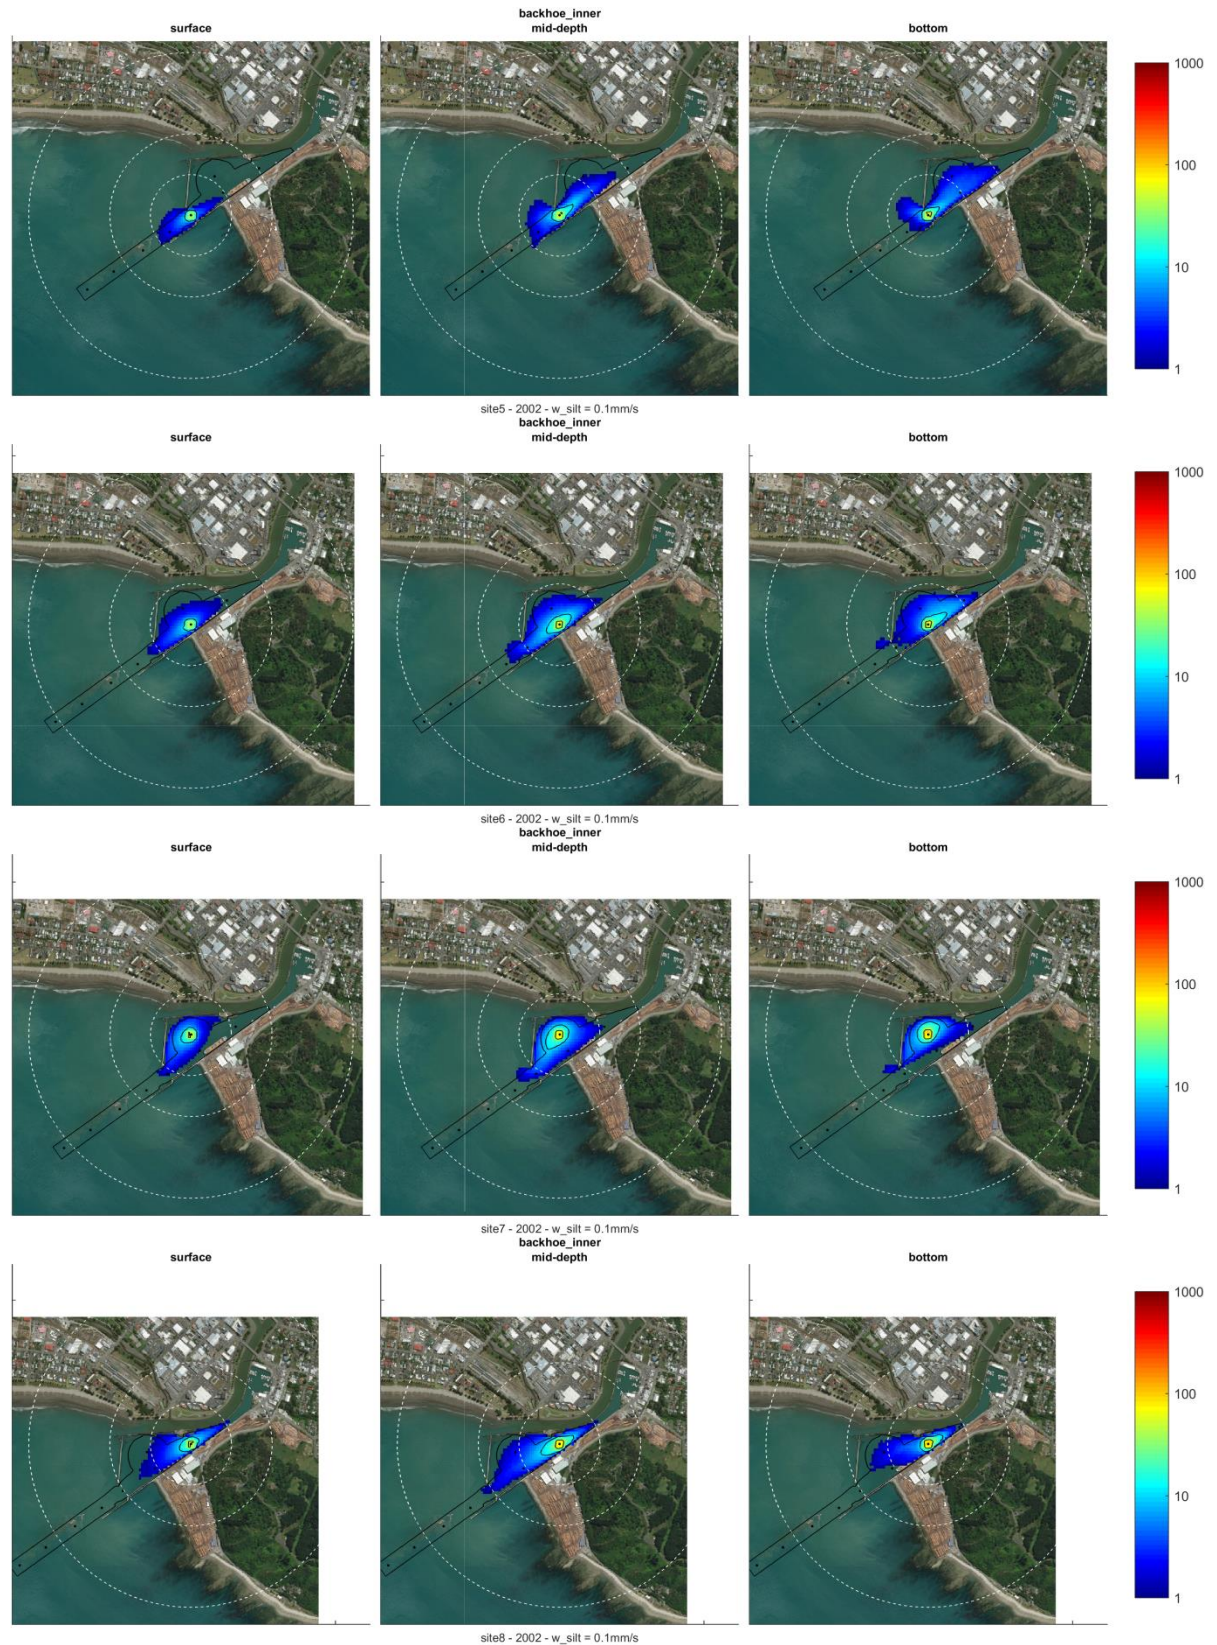 backhoe_inner
surface mid-depth bottom
1000
100
10
1
site5 - 2002 - w_silt = 0.1mm/s
backhoe_inner
surface mid-depth bottom
1000
100
10
1
site6 - 2002 - w_silt = 0.1mm/s
backhoe_inner
surface mid-depth bottom
1000
100
10
1
site7 - 2002 - w_silt = 0.1mm/s
backhoe_inner
surface mid-depth bottom
1000
100
10
1
site8 - 2002 - w_silt = 0.1mm/s